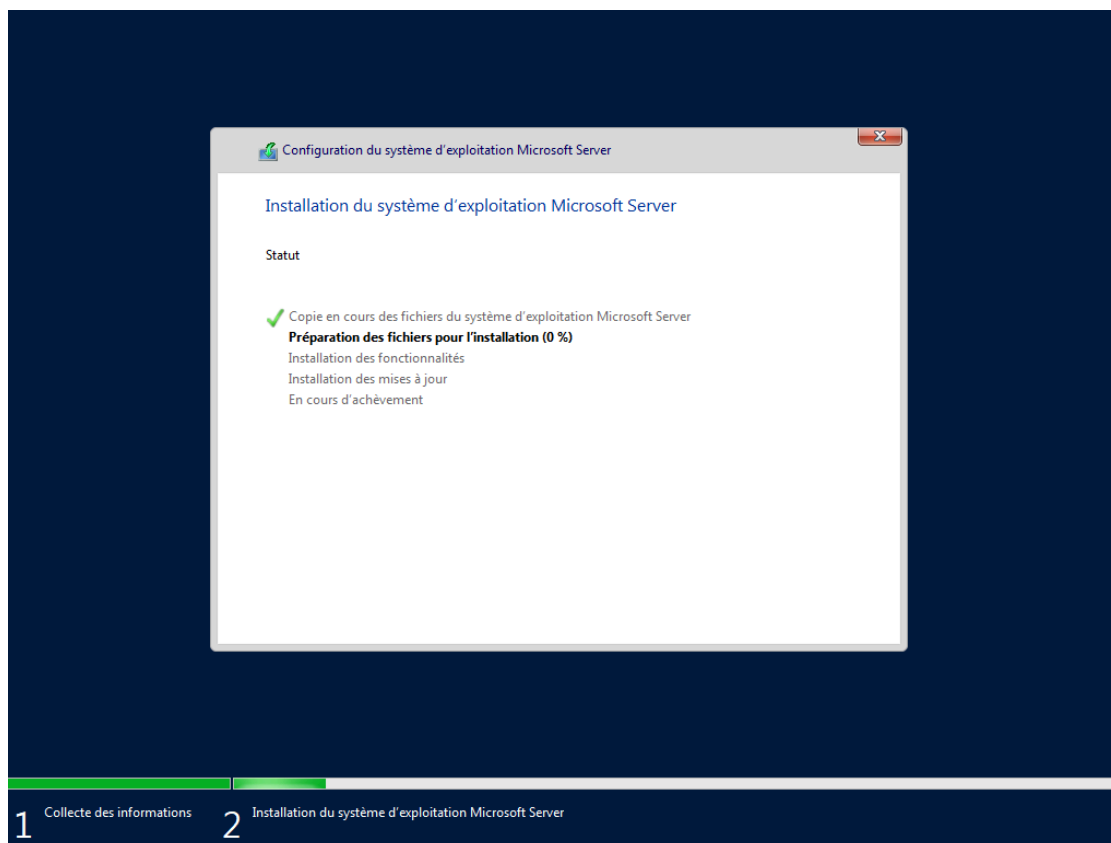 Configuration du système d'exploitation Microsoft Server
Installation du système d'exploitation Microsoft Server
Statut
Copie en cours des fichiers du système d'exploitation Microsoft Server
Préparation des fichiers pour l'installation (0 %)
Installation des fonctionnalités
Installation des mises à jour
En cours d'achèvement
1 Collecte des informations 2 Installation du système d'exploitation Microsoft Server